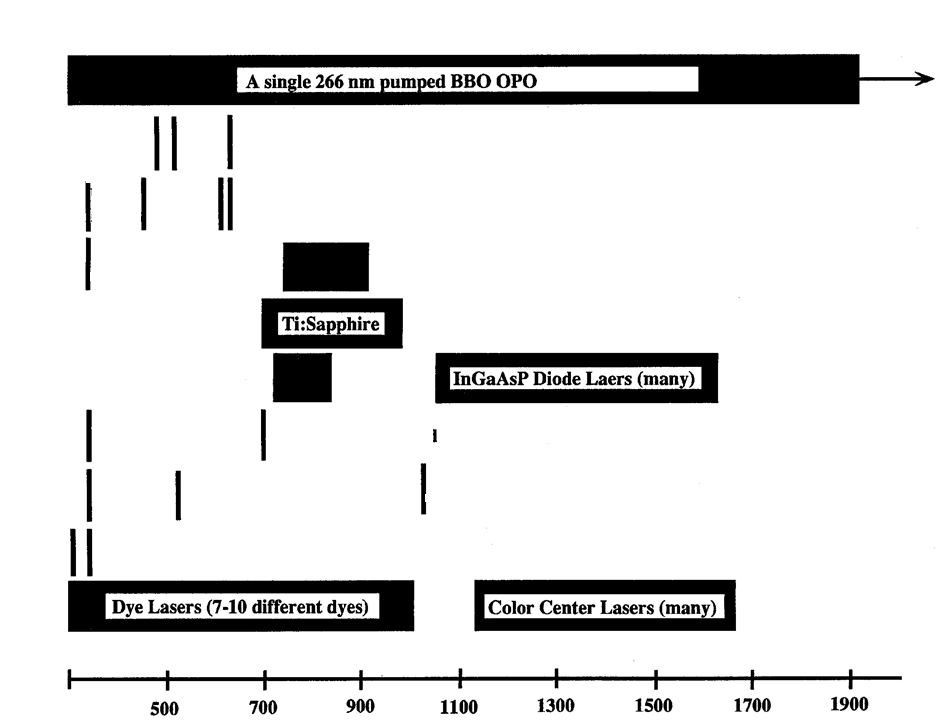 A single 266 nm pumped BBO OPO
Ti:Sapphire
InGaAsP Diode Laers (many)
Dye Lasers (7-10 different dyes)
Color Center Lasers (many)
500 700 900 1100 1300 1500 1700 1900